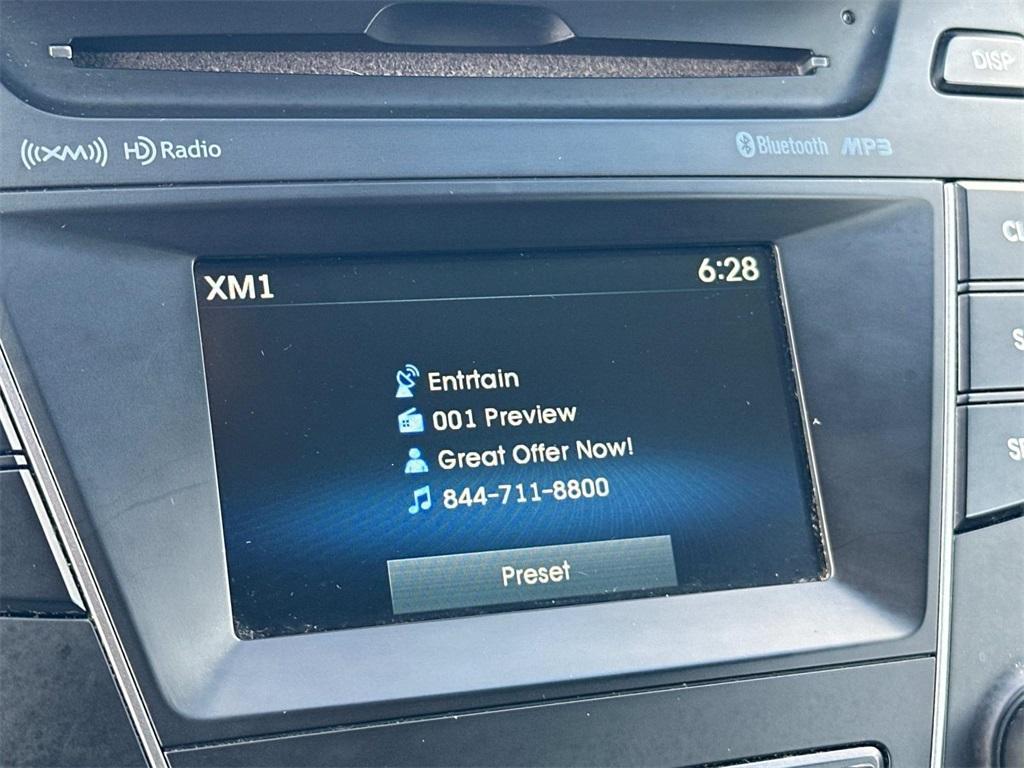 DISP
((XM)) HD Radio
Bluetooth MP3
XM1
6:28
Entrtain
001 Preview
Great Offer Now!
844-711-8800
Preset